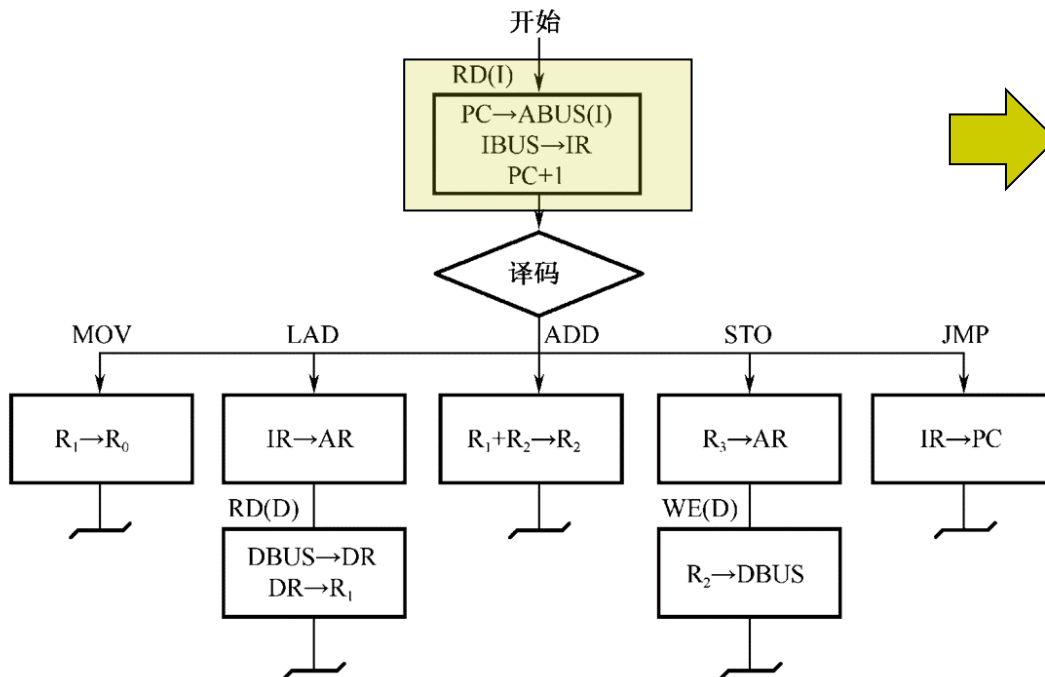 开始
RD(I)
PC→ABUS(I)
IBUS→IR
PC+1
译码
MOV
LAD
ADD
STO
JMP
R₁→R₀
IR→AR
R₁+R₂→R₂
R₃→AR
IR→PC
RD(D)
WE(D)
DBUS→DR
DR→R₁
R₂→DBUS